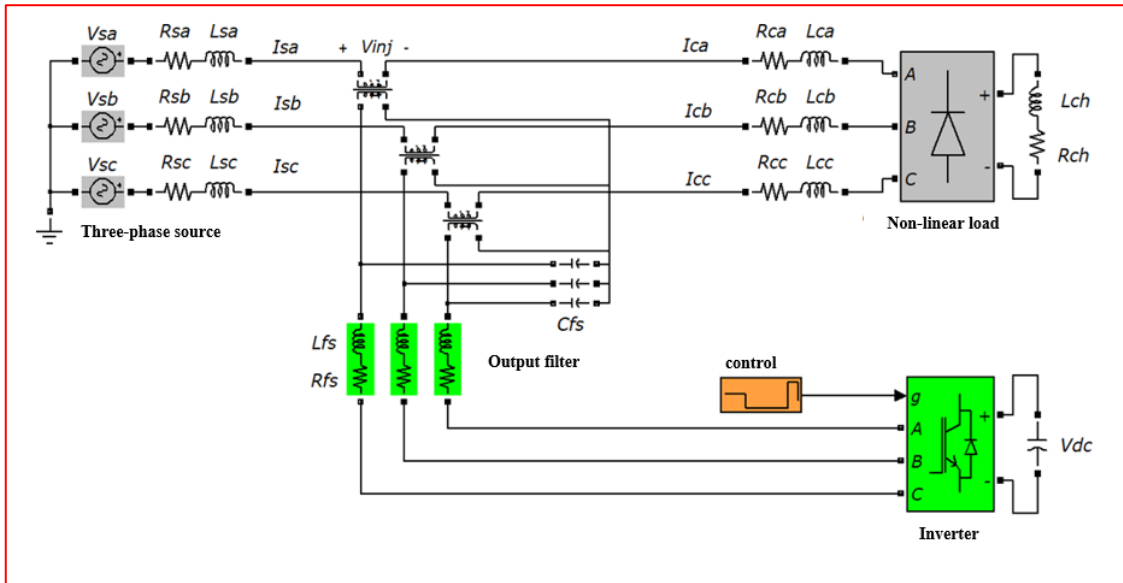 Vsa Rsa Lsa Isa + Vinj - Ica Rca Lca
Vsb Rsb Lsb Isb Icb Rcb Lcb
Vsc Rsc Lsc Isc Icc Rcc Lcc
A
B
C
+
-
Lch
Rch
Three-phase source
Non-linear load
Cfs
Lfs
Rfs
Output filter
control
g
A
B
C
+
-
Vdc
Inverter